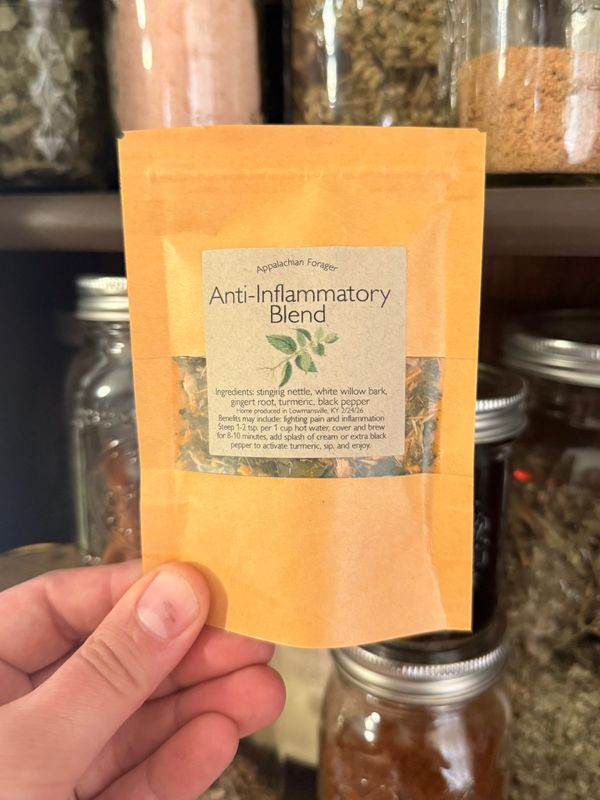 Appalachian Forager
Anti-Inflammatory
Blend
Ingredients: stinging nettle, white willow bark,
gingert root, turmeric, black pepper
Home produced in Lowmansville, KY 2/24/26
Benefits may include: fighting pain and inflammation
Steep 1-2 tsp. per 1 cup hot water, cover and brew
for 8-10 minutes, add splash of cream or extra black
pepper to activate turmeric, sip, and enjoy.